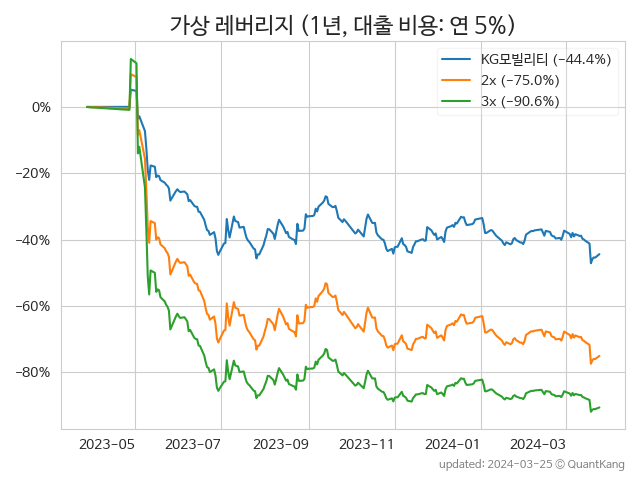 가상 레버리지 (1년, 대출 비용: 연 5%)
KG모빌리티 (−44.4%)
2x (−75.0%)
3x (−90.6%)
0%
−20%
−40%
−60%
−80%
2023-05 2023-07 2023-09 2023-11 2024-01 2024-03
updated: 2024-03-25 © QuantKang